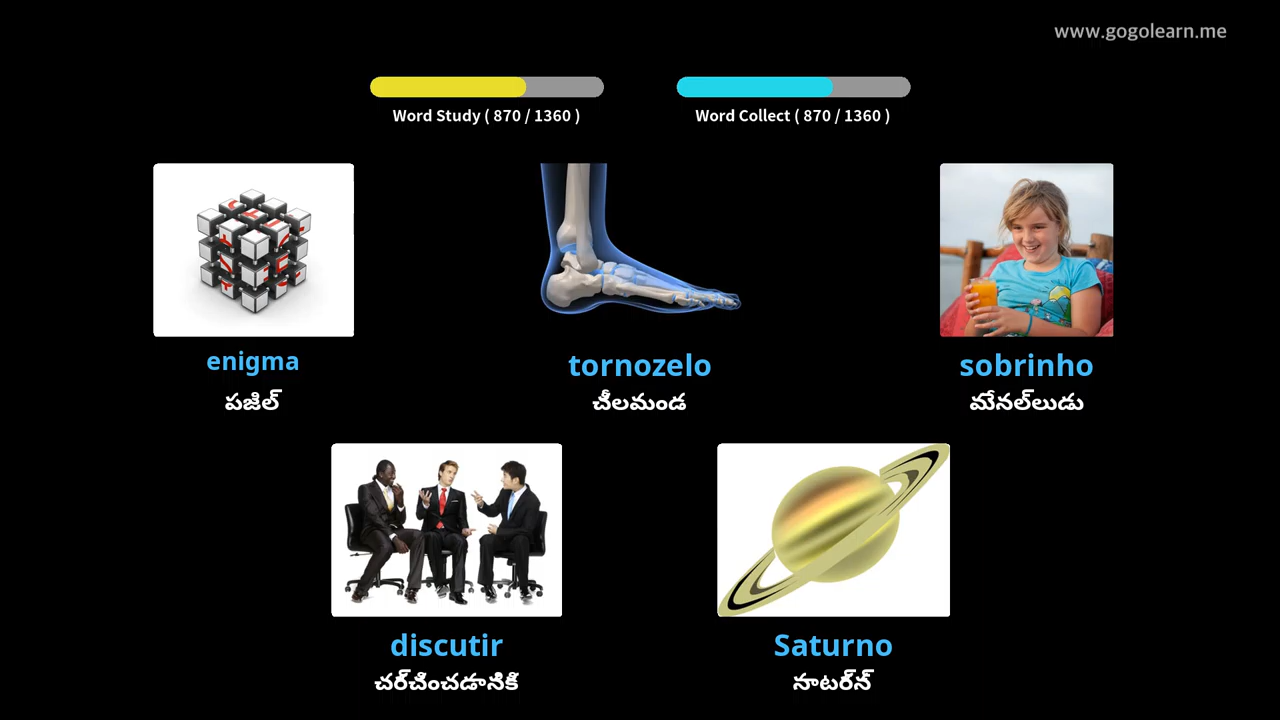 www.gogolearn.me
Word Study ( 870 / 1360 )
Word Collect ( 870 / 1360 )
enigma
పజిల్
tornozelo
చీలమండ
sobrinho
మేనల్లుడు
discutir
చర్చించడానికి
Saturno
నాటర్న్